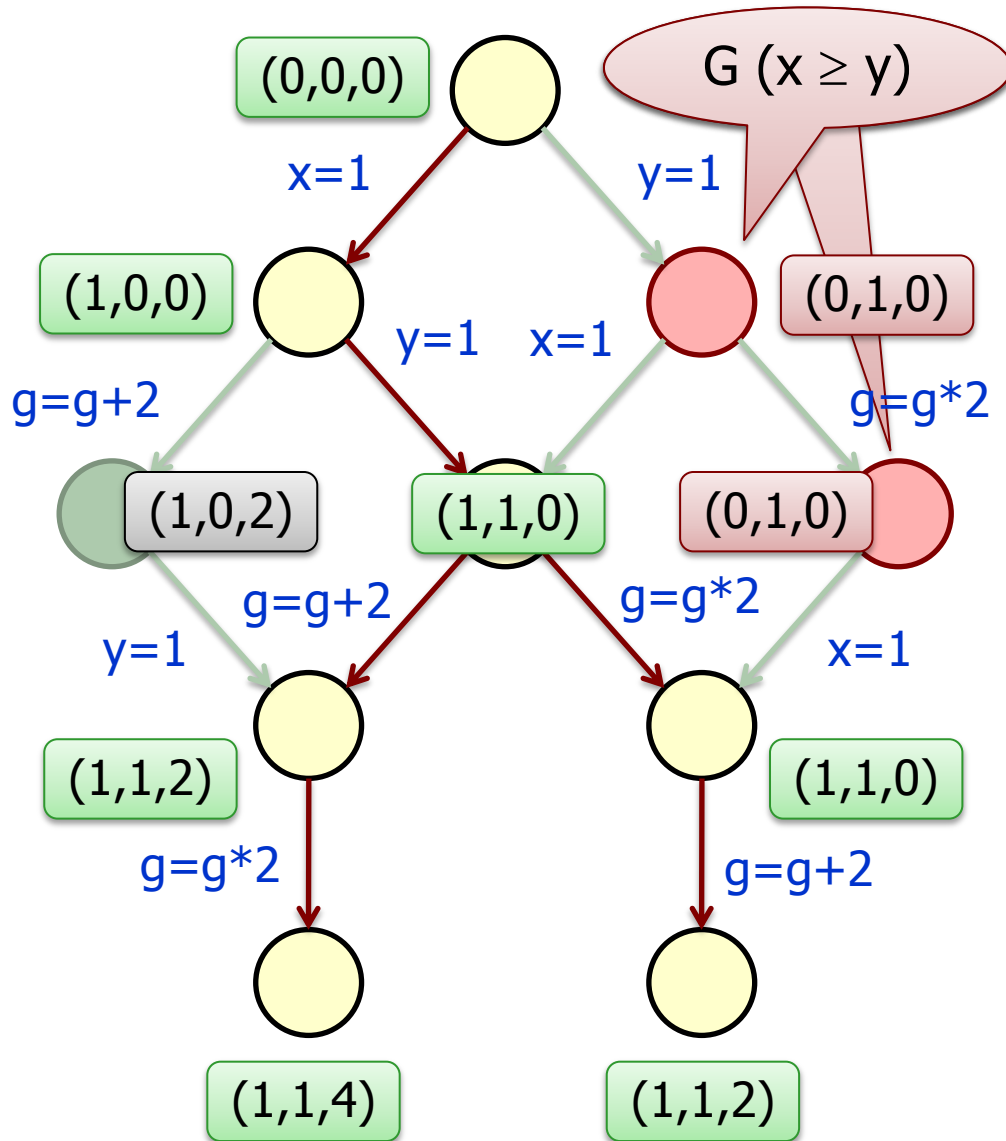 (0,0,0)
G (x ≥ y)
x=1
y=1
(1,0,0)
(0,1,0)
y=1
x=1
g=g+2
g=g*2
(1,0,2)
(1,1,0)
(0,1,0)
g=g+2
g=g*2
y=1
x=1
(1,1,2)
(1,1,0)
g=g*2
g=g+2
(1,1,4)
(1,1,2)